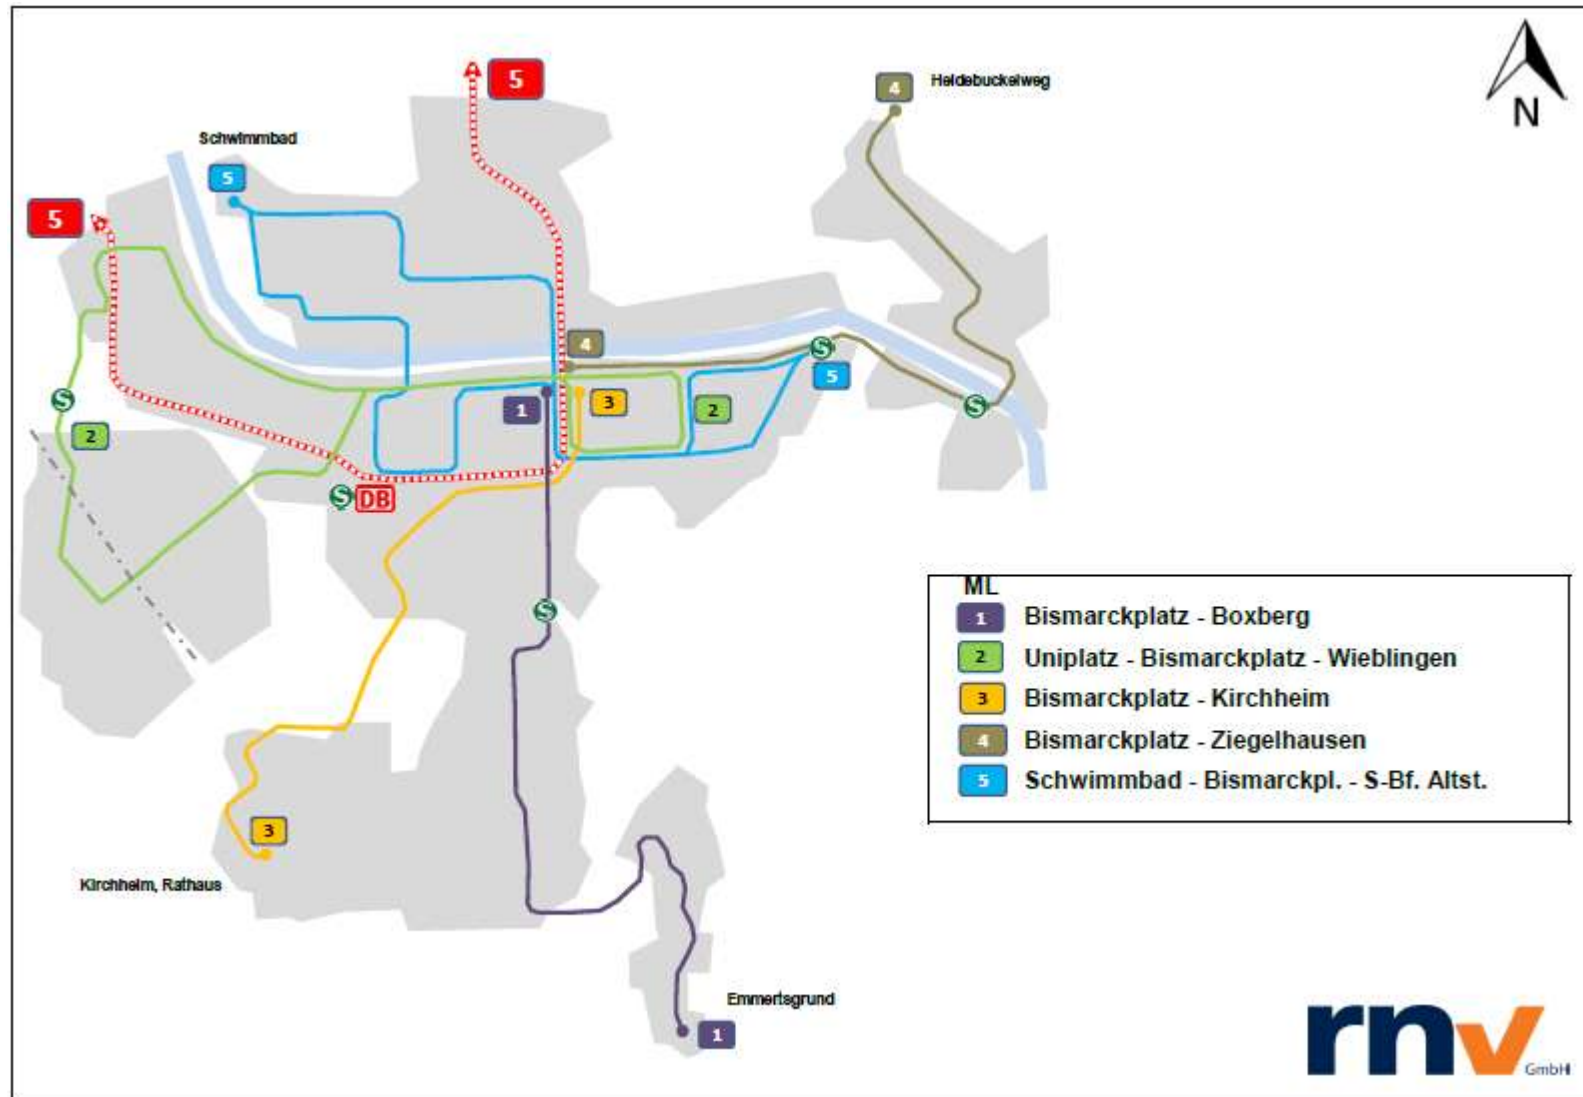 5
4
Heidebuckelweg
N
Schwimmbad
5
5
4
S
5
S
1
3
2
S
2
S
DB
S
ML
1 Bismarckplatz - Boxberg
2 Uniplatz - Bismarckplatz - Wieblingen
3 Bismarckplatz - Kirchheim
4 Bismarckplatz - Ziegelhausen
5 Schwimmbad - Bismarckpl. - S-Bf. Altst.
3
Kirchheim, Rathaus
Emmertsgrund
1
rnv
GmbH